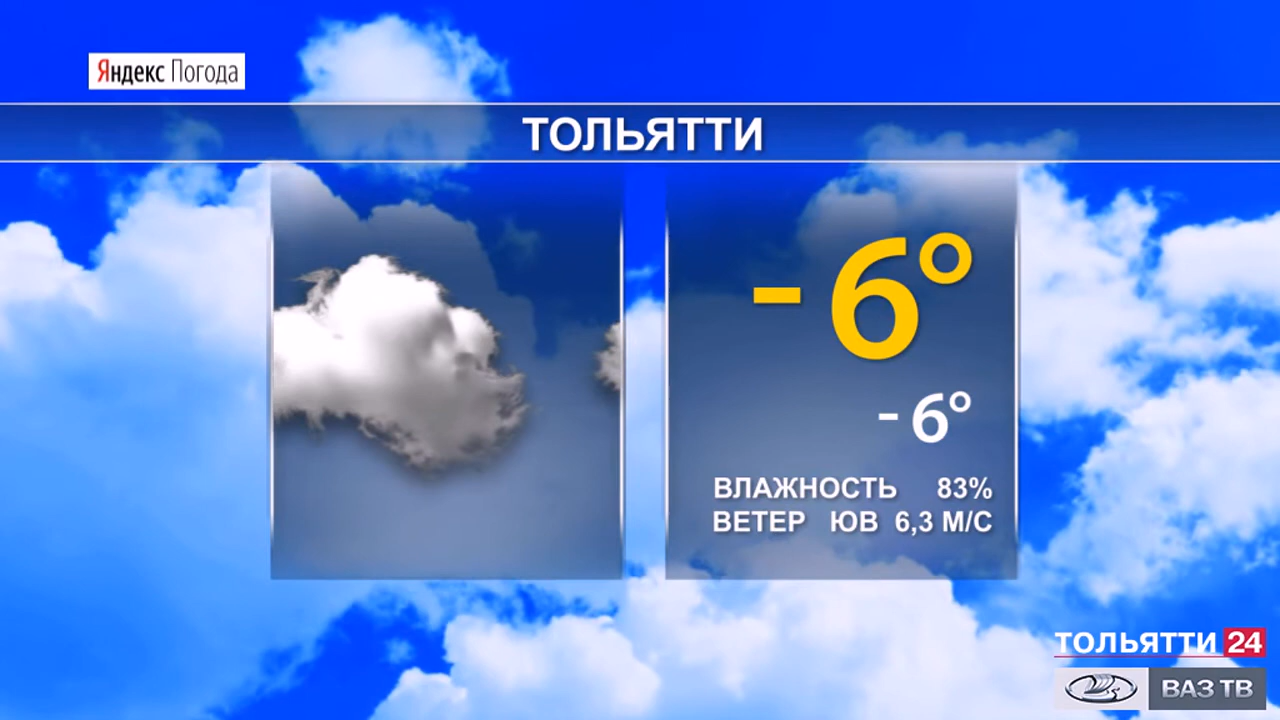 Яндекс Погода
ТОЛЬЯТТИ
- 6°
- 6°
ВЛАЖНОСТЬ 83%
ВЕТЕР ЮВ 6,3 М/С
ТОЛЬЯТТИ 24
ВАЗ ТВ